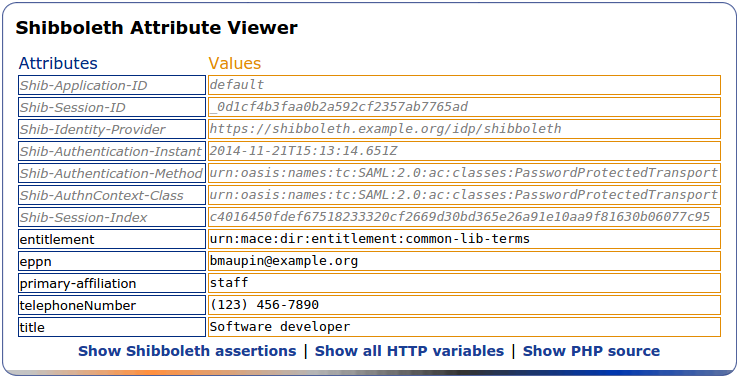 Shibboleth Attribute Viewer
Attributes Values
Shib-Application-ID default
Shib-Session-ID _0d1cf4b3faa0b2a592cf2357ab7765ad
Shib-Identity-Provider https://shibboleth.example.org/idp/shibboleth
Shib-Authentication-Instant 2014-11-21T15:13:14.651Z
Shib-Authentication-Method urn:oasis:names:tc:SAML:2.0:ac:classes:PasswordProtectedTransport
Shib-AuthnContext-Class urn:oasis:names:tc:SAML:2.0:ac:classes:PasswordProtectedTransport
Shib-Session-Index c4016450fdef67518233320cf2669d30bd365e26a91e10aa9f81630b06077c95
entitlement urn:mace:dir:entitlement:common-lib-terms
eppn bmaupin@example.org
primary-affiliation staff
telephoneNumber (123) 456-7890
title Software developer
Show Shibboleth assertions | Show all HTTP variables | Show PHP source